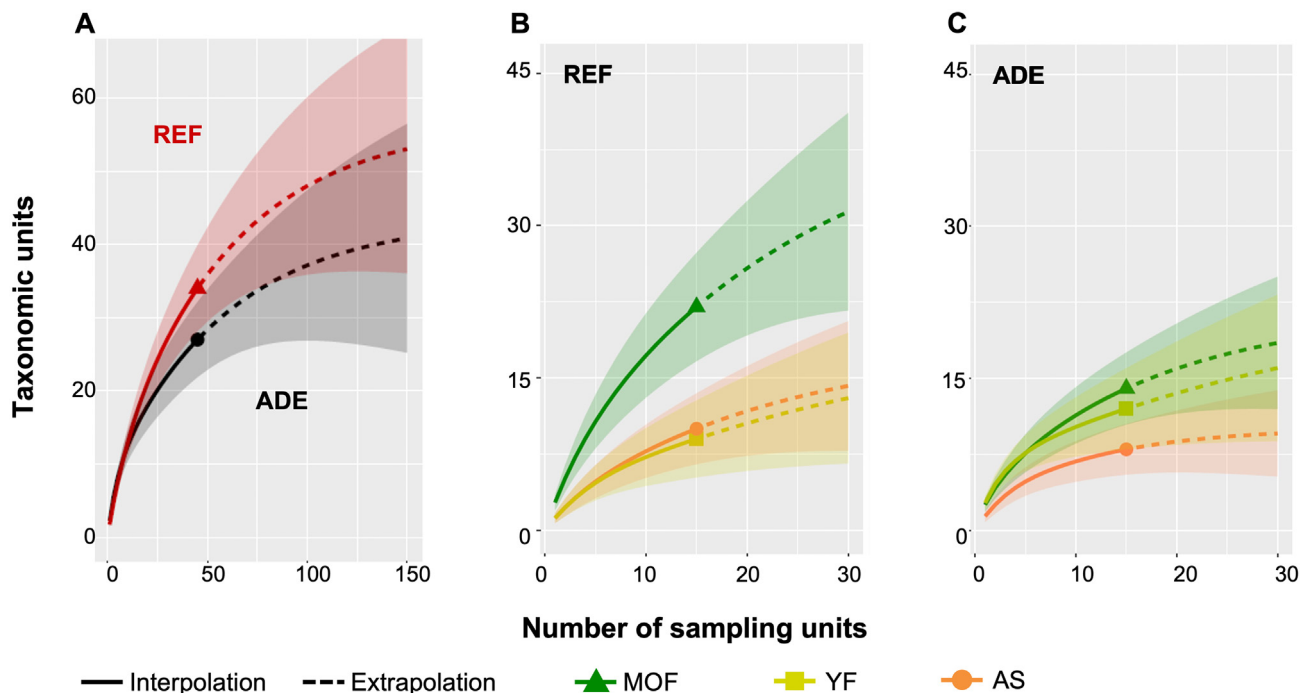 A
B
C
REF
ADE
REF
ADE
60
40
20
0
45
30
15
0
45
30
15
0
0 50 100 150
0 10 20 30
0 10 20 30
Taxonomic units
Number of sampling units
Interpolation Extrapolation MOF YF AS